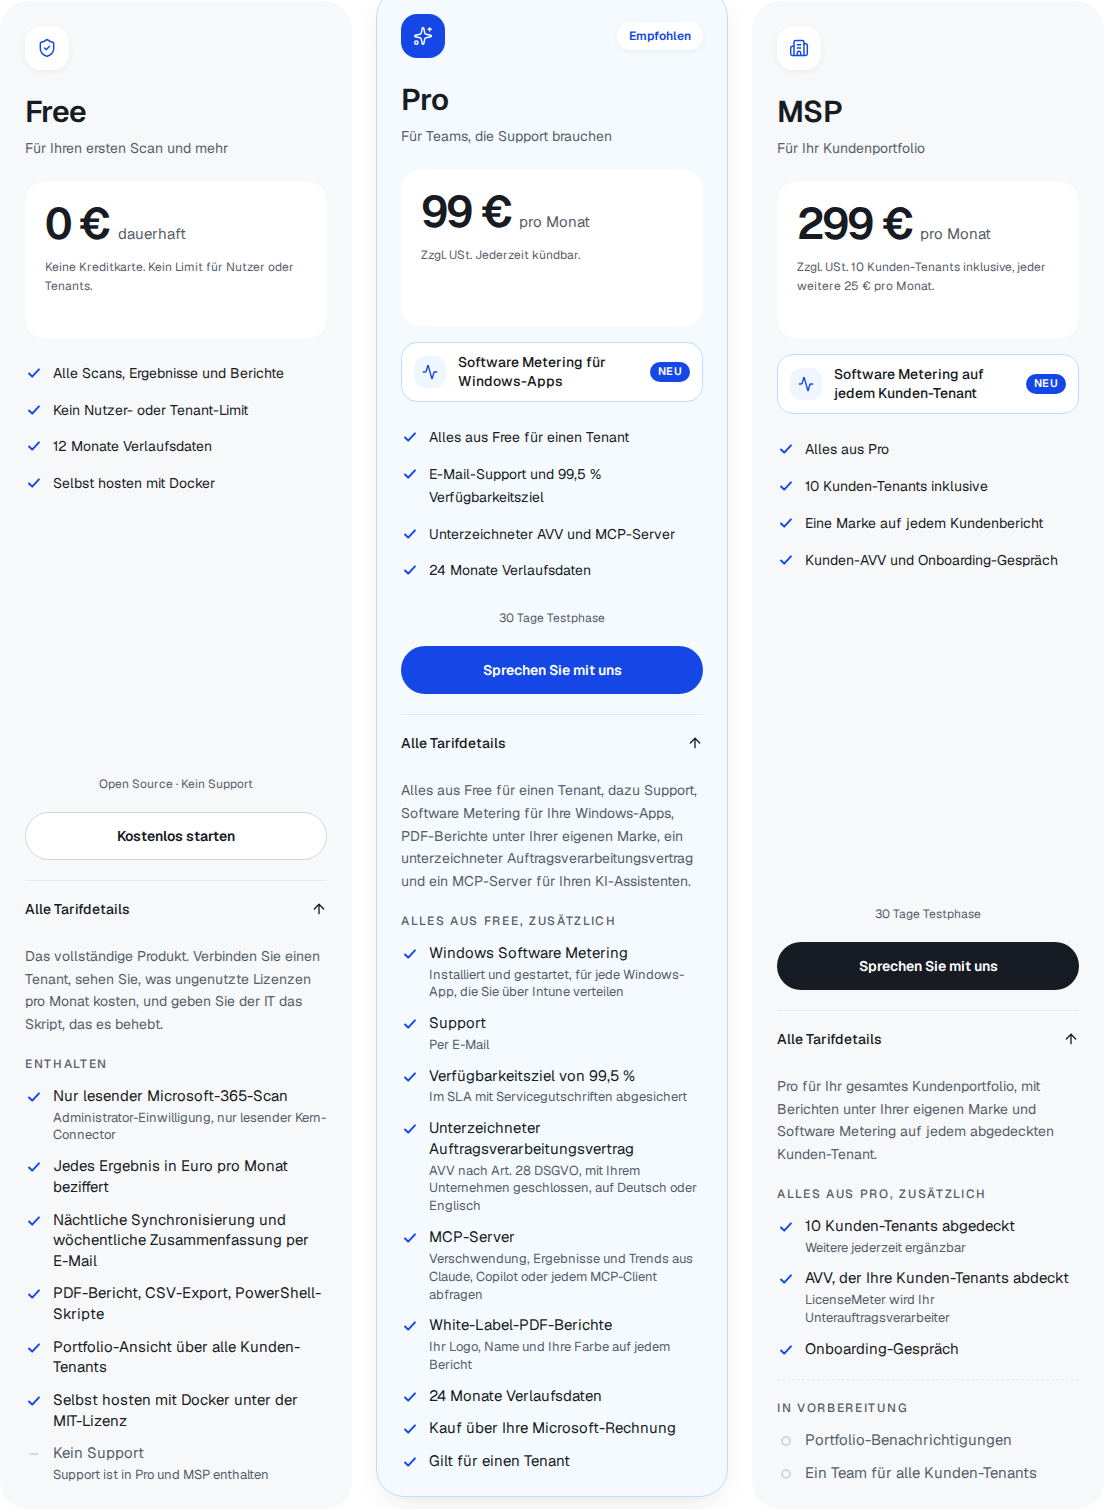 Free
Für Ihren ersten Scan und mehr
0 € dauerhaft
Keine Kreditkarte. Kein Limit für Nutzer oder
Tenants.
Alle Scans, Ergebnisse und Berichte
Kein Nutzer- oder Tenant-Limit
12 Monate Verlaufsdaten
Selbst hosten mit Docker
Open Source · Kein Support
Kostenlos starten
Alle Tarifdetails
Das vollständige Produkt. Verbinden Sie einen
Tenant, sehen Sie, was ungenutzte Lizenzen
pro Monat kosten, und geben Sie der IT das
Skript, das es behebt.
ENTHALTEN
Nur lesender Microsoft-365-Scan
Administrator-Einwilligung, nur lesender Kern-
Connector
Jedes Ergebnis in Euro pro Monat
beziffert
Nächtliche Synchronisierung und
wöchentliche Zusammenfassung per
E-Mail
PDF-Bericht, CSV-Export, PowerShell-
Skripte
Portfolio-Ansicht über alle Kunden-
Tenants
Selbst hosten mit Docker unter der
MIT-Lizenz
Kein Support
Support ist in Pro und MSP enthalten
Empfohlen
Pro
Für Teams, die Support brauchen
99 € pro Monat
Zzgl. USt. Jederzeit kündbar.
Software Metering für
Windows-Apps
NEU
Alles aus Free für einen Tenant
E-Mail-Support und 99,5 %
Verfügbarkeitsziel
Unterzeichneter AVV und MCP-Server
24 Monate Verlaufsdaten
30 Tage Testphase
Sprechen Sie mit uns
Alle Tarifdetails
Alles aus Free für einen Tenant, dazu Support,
Software Metering für Ihre Windows-Apps,
PDF-Berichte unter Ihrer eigenen Marke, ein
unterzeichneter Auftragsverarbeitungsvertrag
und ein MCP-Server für Ihren KI-Assistenten.
ALLES AUS FREE, ZUSÄTZLICH
Windows Software Metering
Installiert und gestartet, für jede Windows-
App, die Sie über Intune verteilen
Support
Per E-Mail
Verfügbarkeitsziel von 99,5 %
Im SLA mit Servicegutschriften abgesichert
Unterzeichneter
Auftragsverarbeitungsvertrag
AVV nach Art. 28 DSGVO, mit Ihrem
Unternehmen geschlossen, auf Deutsch oder
Englisch
MCP-Server
Verschwendung, Ergebnisse und Trends aus
Claude, Copilot oder jedem MCP-Client
abfragen
White-Label-PDF-Berichte
Ihr Logo, Name und Ihre Farbe auf jedem
Bericht
24 Monate Verlaufsdaten
Kauf über Ihre Microsoft-Rechnung
Gilt für einen Tenant
MSP
Für Ihr Kundenportfolio
299 € pro Monat
Zzgl. USt. 10 Kunden-Tenants inklusive, jeder
weitere 25 € pro Monat.
Software Metering auf
jedem Kunden-Tenant
NEU
Alles aus Pro
10 Kunden-Tenants inklusive
Eine Marke auf jedem Kundenbericht
Kunden-AVV und Onboarding-Gespräch
30 Tage Testphase
Sprechen Sie mit uns
Alle Tarifdetails
Pro für Ihr gesamtes Kundenportfolio, mit
Berichten unter Ihrer eigenen Marke und
Software Metering auf jedem abgedeckten
Kunden-Tenant.
ALLES AUS PRO, ZUSÄTZLICH
10 Kunden-Tenants abgedeckt
Weitere jederzeit ergänzbar
AVV, der Ihre Kunden-Tenants abdeckt
LicenseMeter wird Ihr
Unterauftragsverarbeiter
Onboarding-Gespräch
IN VORBEREITUNG
Portfolio-Benachrichtigungen
Ein Team für alle Kunden-Tenants